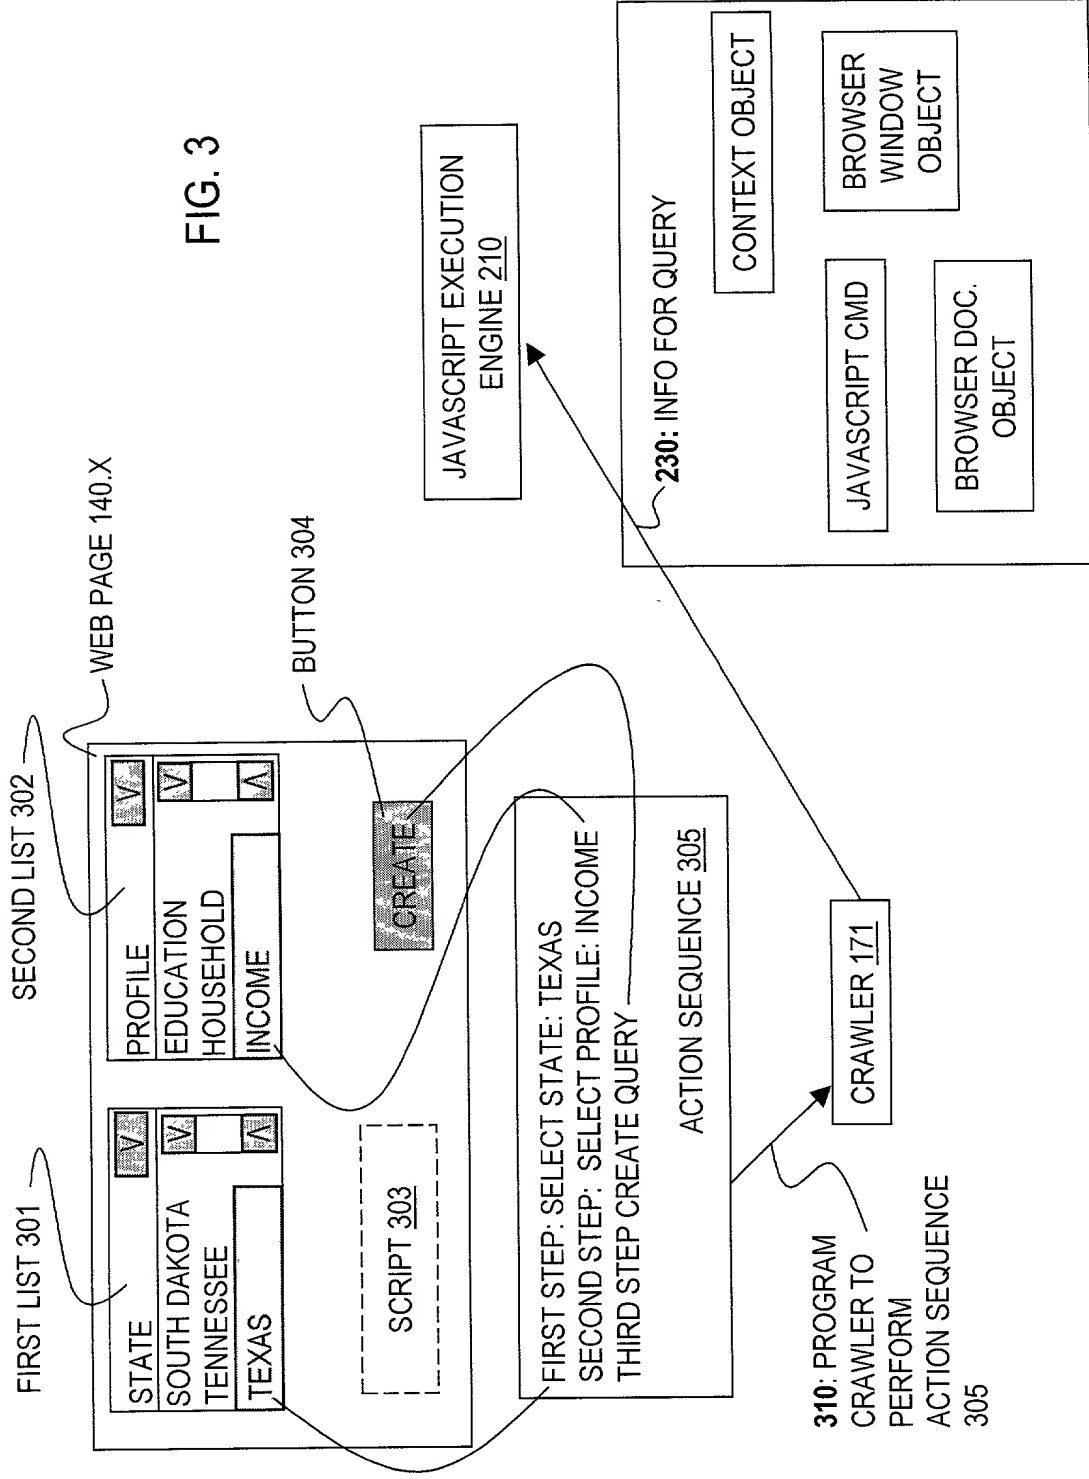 FIG. 3
FIRST LIST 301
SECOND LIST 302
WEB PAGE 140.X
STATE
V
SOUTH DAKOTA
TENNESSEE
TEXAS
V
Λ
PROFILE
V
EDUCATION
HOUSEHOLD
INCOME
V
Λ
SCRIPT 303
CREATE
BUTTON 304
FIRST STEP: SELECT STATE: TEXAS
SECOND STEP: SELECT PROFILE: INCOME
THIRD STEP CREATE QUERY
ACTION SEQUENCE 305
310: PROGRAM
CRAWLER TO
PERFORM
ACTION SEQUENCE
305
CRAWLER 171
JAVASCRIPT EXECUTION
ENGINE 210
230: INFO FOR QUERY
CONTEXT OBJECT
JAVASCRIPT CMD
BROWSER
WINDOW
OBJECT
BROWSER DOC.
OBJECT